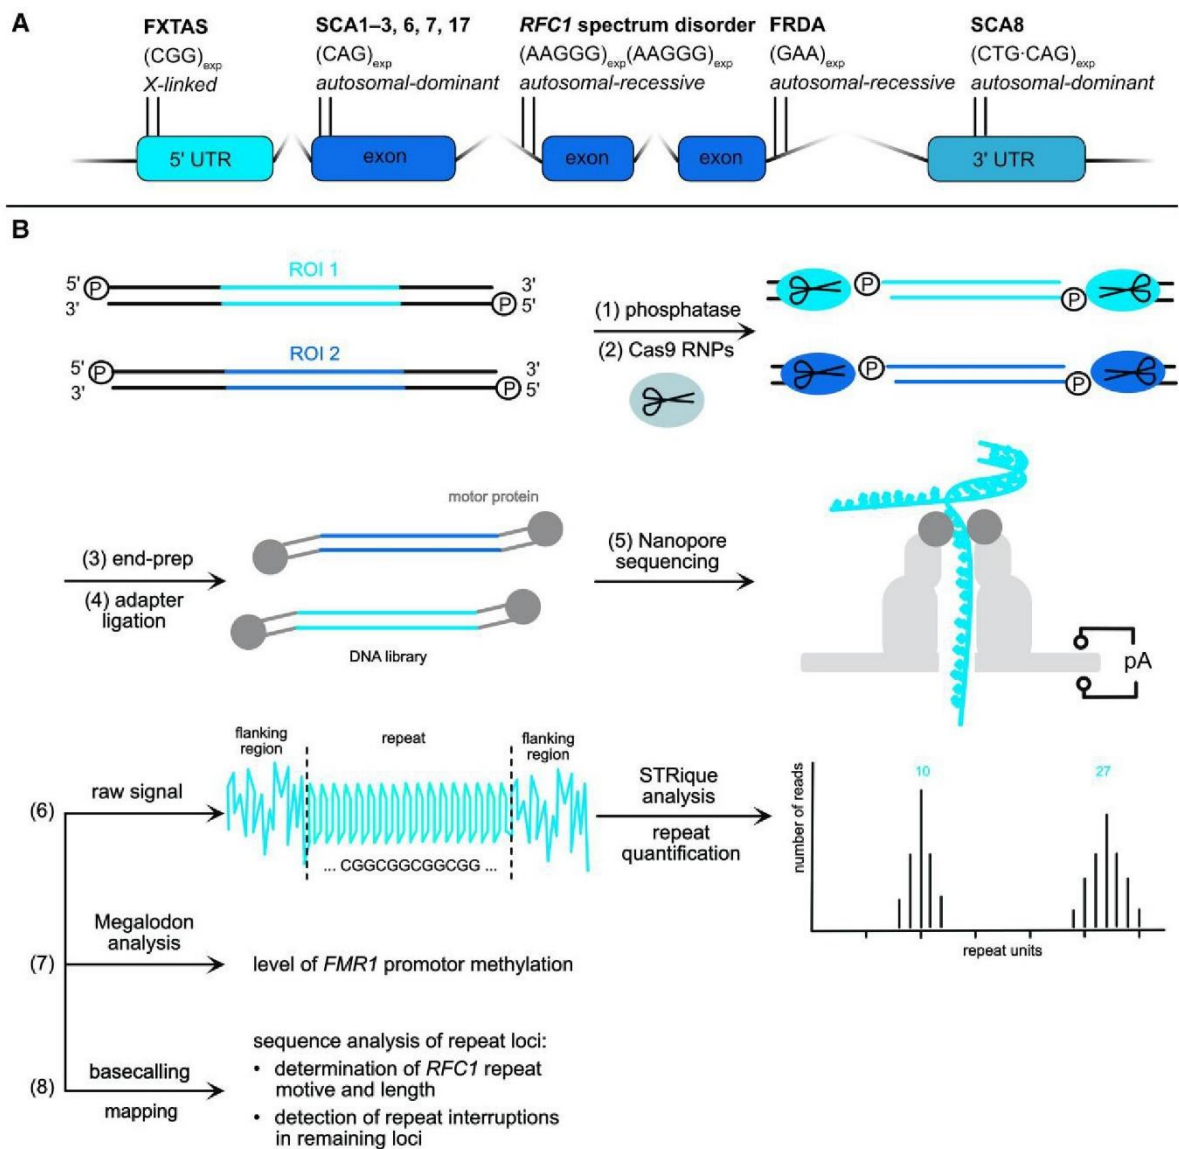 A
FXTAS
(CGG)exp
X-linked
SCA1–3, 6, 7, 17
(CAG)exp
autosomal-dominant
RFC1 spectrum disorder
(AAGGG)exp(AAGGG)exp
autosomal-recessive
FRDA
(GAA)exp
autosomal-recessive
SCA8
(CTG·CAG)exp
autosomal-dominant
5' UTR
exon
exon
exon
3' UTR
B
5'
P
ROI 1
3'
3'
P
5'
5'
P
ROI 2
3'
3'
P
5'
(1) phosphatase
(2) Cas9 RNPs
P
P
P
P
(3) end-prep
(4) adapter
ligation
motor protein
DNA library
(5) Nanopore
sequencing
pA
(6)
raw signal
flanking
region
repeat
flanking
region
... CGGCGGCGGCGG ...
STRique
analysis
repeat
quantification
number of reads
10
27
repeat units
(7)
Megalodon
analysis
level of FMR1 promotor methylation
(8)
basecalling
mapping
sequence analysis of repeat loci:
• determination of RFC1 repeat
motive and length
• detection of repeat interruptions
in remaining loci